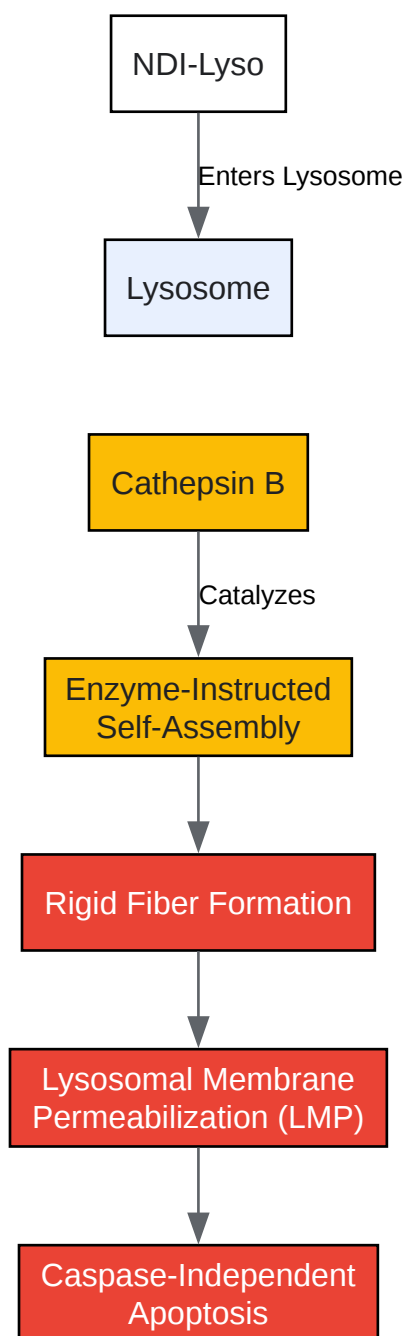 NDI-Lyso
Enters Lysosome
Lysosome
Cathepsin B
Catalyzes
Enzyme-Instructed
Self-Assembly
Rigid Fiber Formation
Lysosomal Membrane
Permeabilization (LMP)
Caspase-Independent
Apoptosis